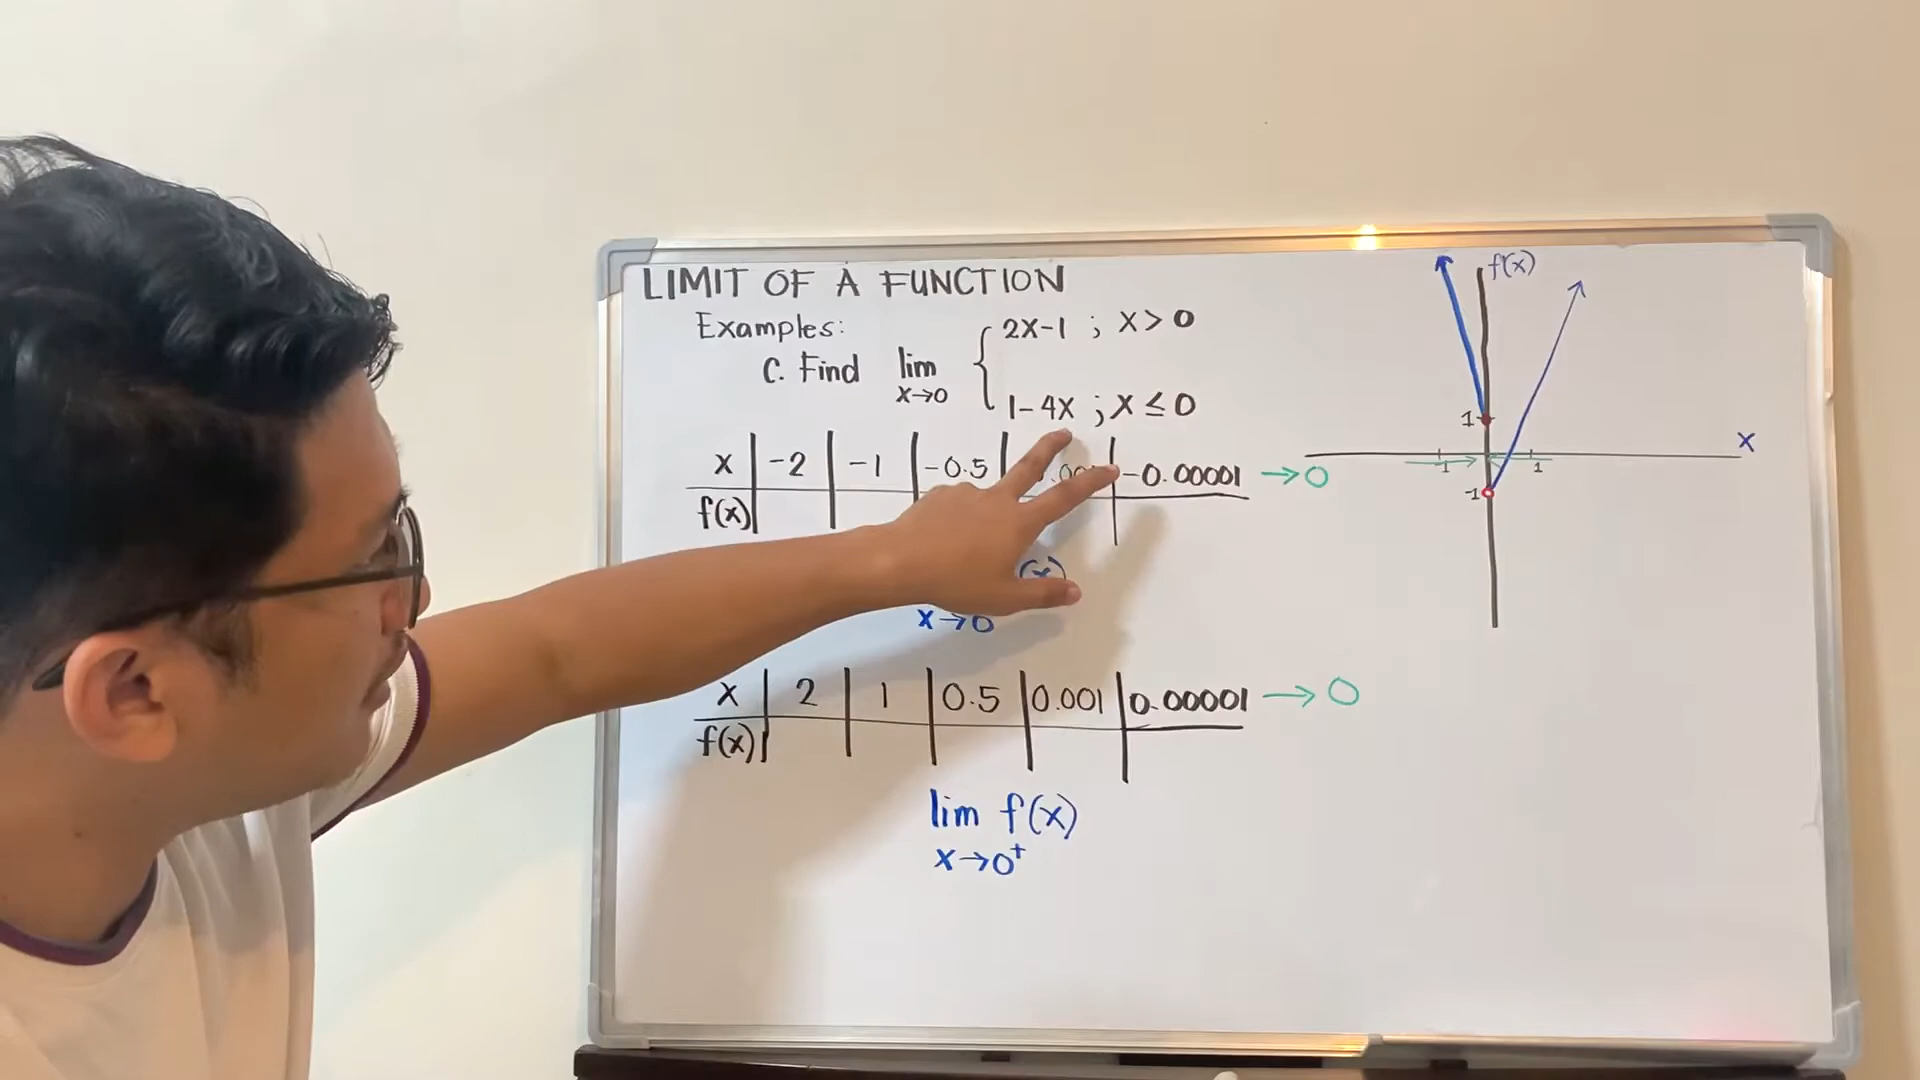 LIMIT OF A FUNCTION
Examples:
C. Find lim x→0 { 2x-1 ; x > 0
1-4x ; x ≤ 0
x | -2 | -1 | -0.5 | .00 | -0.00001 → 0
f(x)
(x)
x→0
x | 2 | 1 | 0.5 | 0.001 | 0.00001 → 0
f(x)
lim f(x)
x→0⁺
f(x)
1
x
-1 1
-1